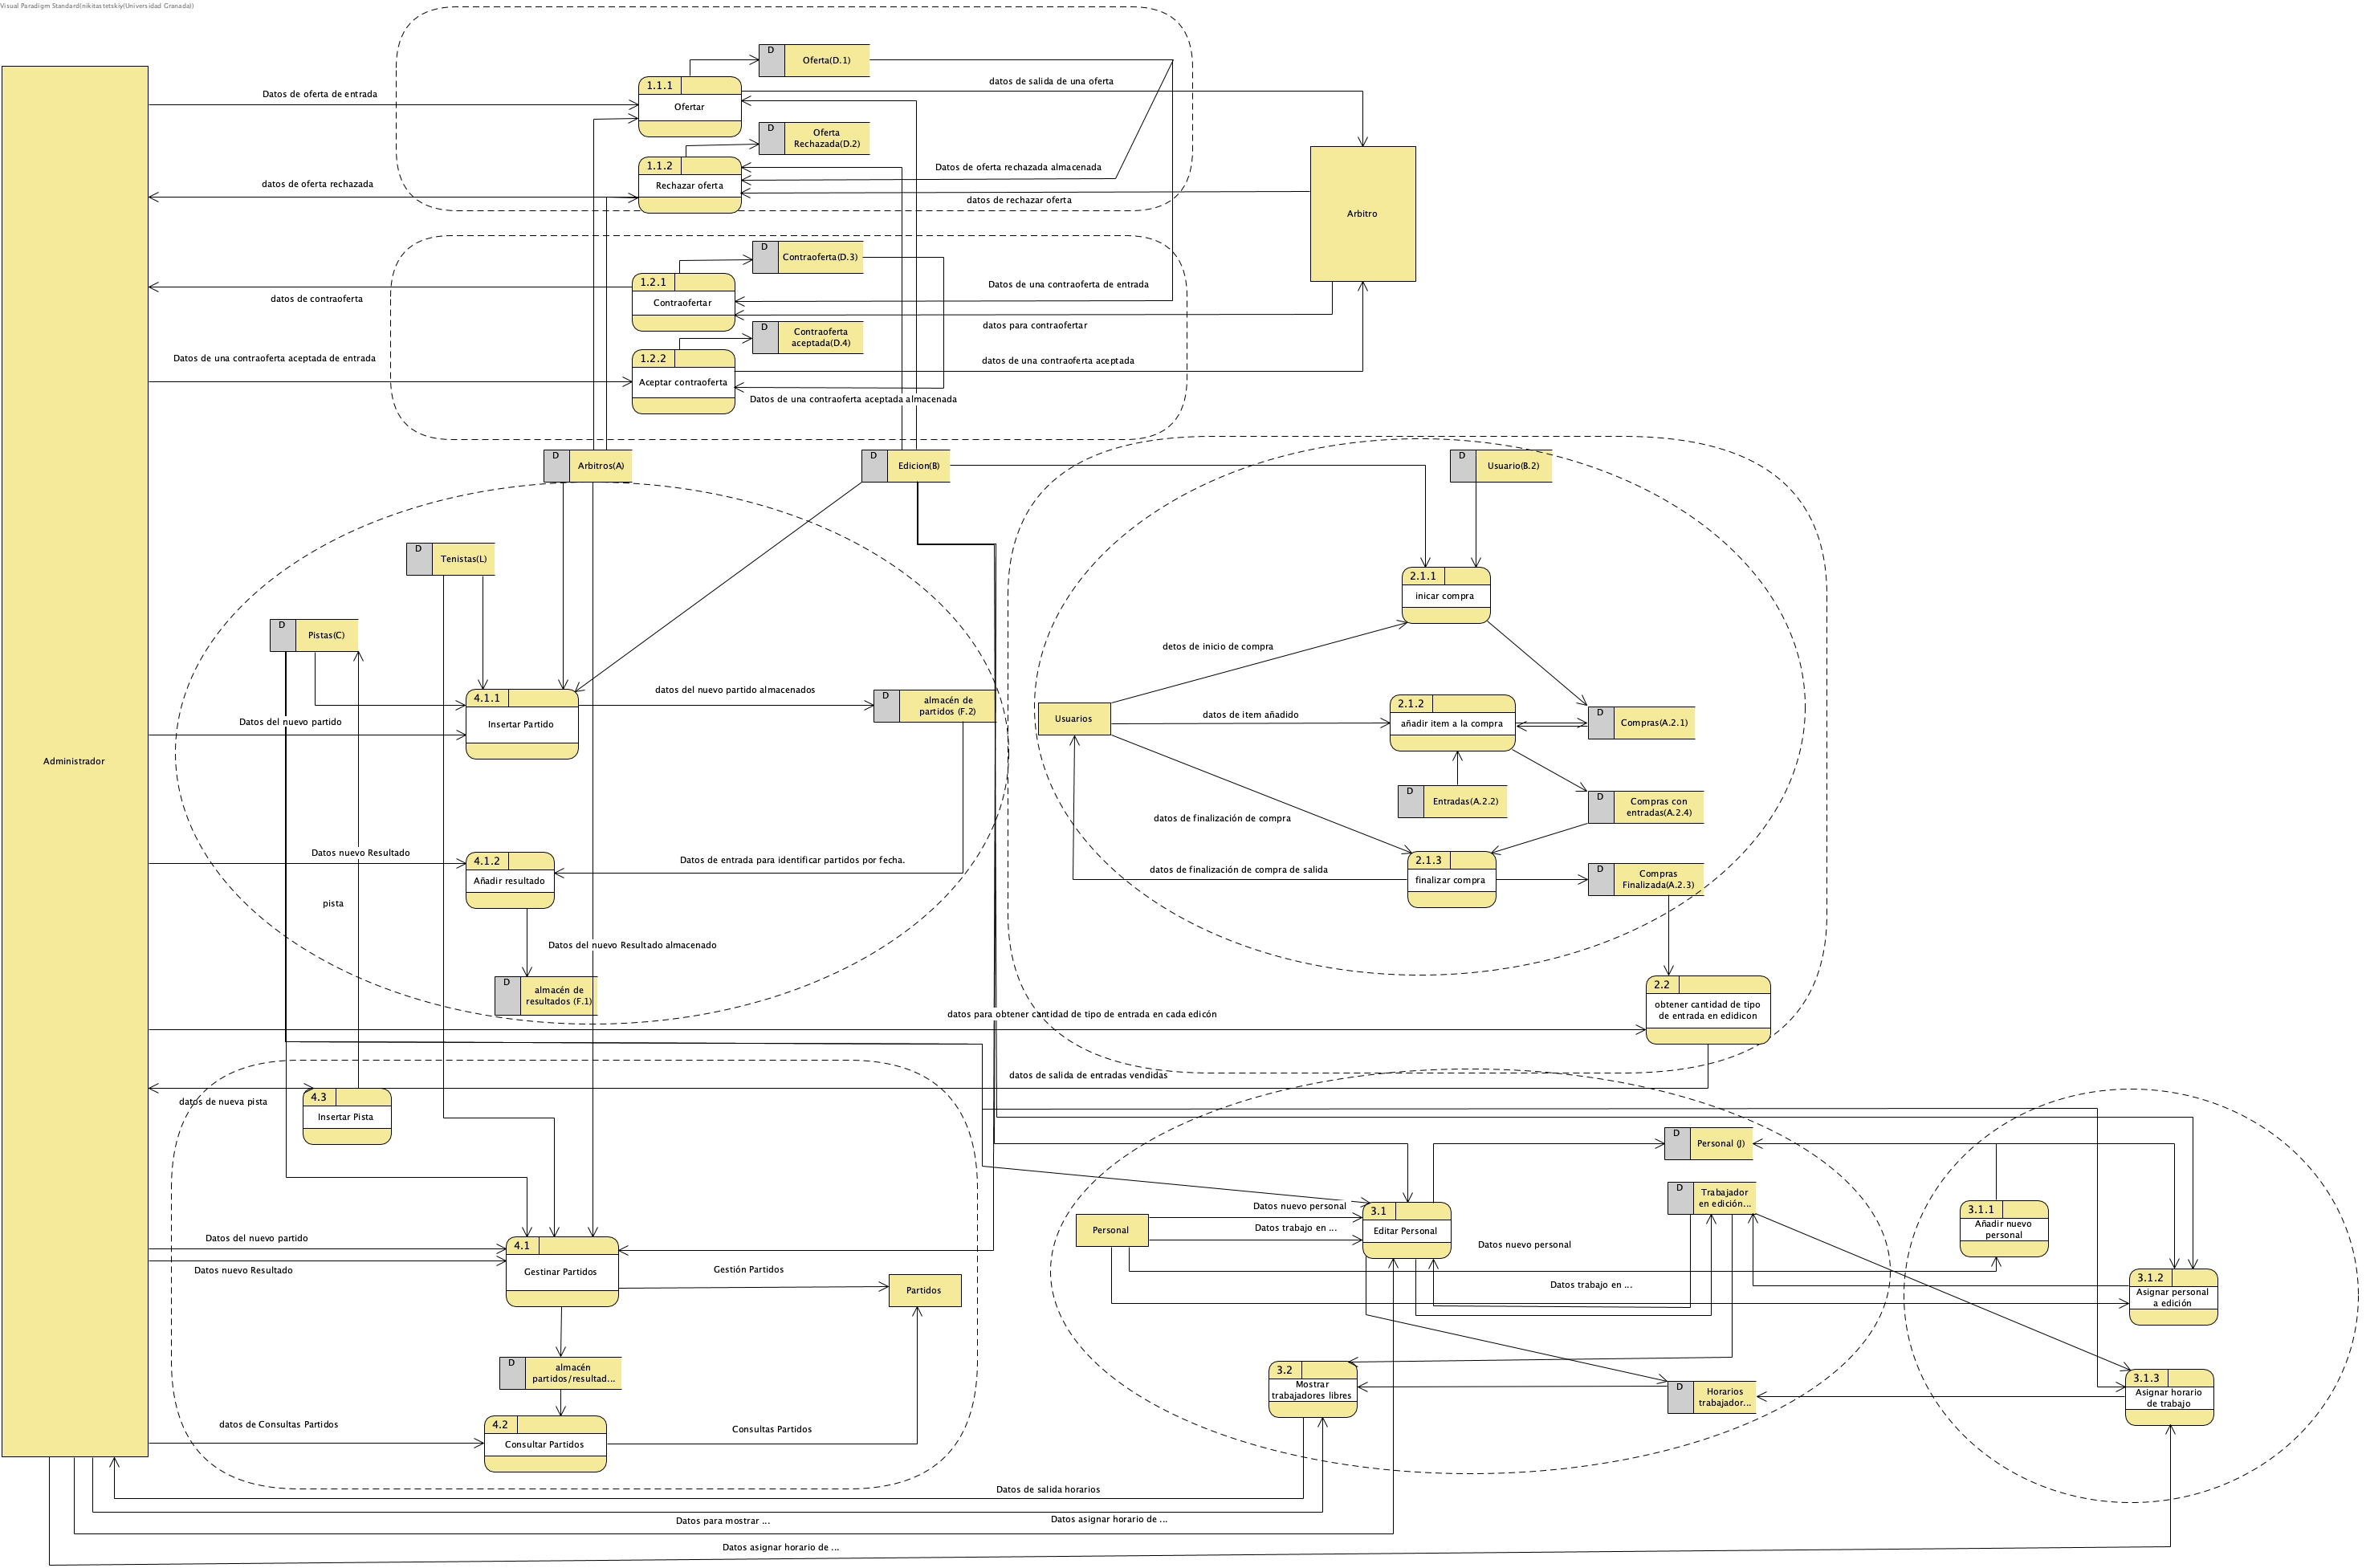 Visual Paradigm Standard(nikitastetskiy(Universidad Granada))
D
Oferta(D.1)
datos de salida de una oferta
1.1.1
Ofertar
Datos de oferta de entrada
D
Oferta
Rechazada(D.2)
1.1.2
Rechazar oferta
Datos de oferta rechazada almacenada
datos de oferta rechazada
datos de rechazar oferta
Arbitro
D
Contraoferta(D.3)
1.2.1
Contraofertar
Datos de una contraoferta de entrada
datos de contraoferta
datos para contraofertar
D
Contraoferta
aceptada(D.4)
1.2.2
Aceptar contraoferta
Datos de una contraoferta aceptada de entrada
datos de una contraoferta aceptada
Datos de una contraoferta aceptada almacenada
D
Arbitros(A)
D
Edicion(B)
D
Usuario(B.2)
D
Tenistas(L)
D
Pistas(C)
2.1.1
inicar compra
detos de inicio de compra
4.1.1
Insertar Partido
datos del nuevo partido almacenados
Datos del nuevo partido
D
almacén de
partidos (F.2)
Usuarios
datos de item añadido
2.1.2
añadir item a la compra
D
Compras(A.2.1)
Administrador
D
Entradas(A.2.2)
D
Compras con
entradas(A.2.4)
datos de finalización de compra
Datos nuevo Resultado
4.1.2
Añadir resultado
Datos de entrada para identificar partidos por fecha.
datos de finalización de compra de salida
2.1.3
finalizar compra
D
Compras
Finalizada(A.2.3)
pista
Datos del nuevo Resultado almacenado
D
almacén de
resultados (F.1)
2.2
obtener cantidad de tipo
de entrada en edidicon
datos para obtener cantidad de tipo de entrada en cada edicón
datos de salida de entradas vendidas
datos de nueva pista
4.3
Insertar Pista
D
Personal (J)
D
Trabajador
en edición...
Datos nuevo personal
Personal
Datos trabajo en ...
3.1
Editar Personal
3.1.1
Añadir nuevo
personal
Datos nuevo personal
Datos del nuevo partido
Datos nuevo Resultado
4.1
Gestinar Partidos
Gestión Partidos
Partidos
Datos trabajo en ...
3.1.2
Asignar personal
a edición
D
almacén
partidos/resultad...
3.2
Mostrar
trabajadores libres
D
Horarios
trabajador...
3.1.3
Asignar horario
de trabajo
datos de Consultas Partidos
4.2
Consultar Partidos
Consultas Partidos
Datos de salida horarios
Datos para mostrar ...
Datos asignar horario de ...
Datos asignar horario de ...